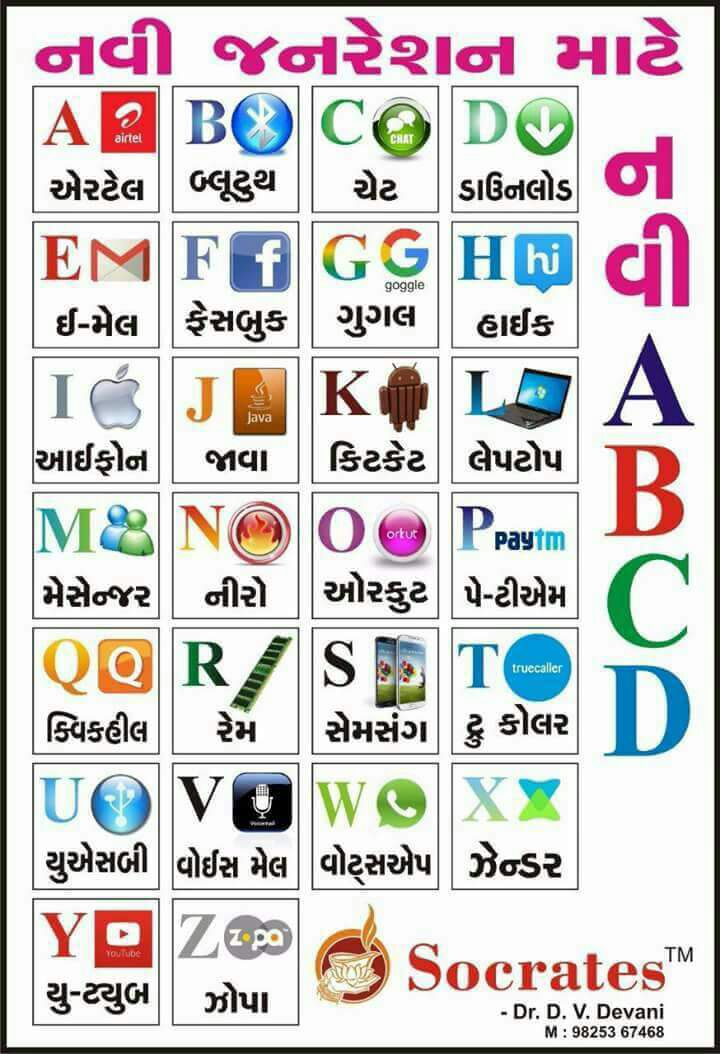 નવી જનરેશન માટે
નવી A B C D
A airtel
એરટેલ
B
બ્લૂટુથ
C CHAT
ચેટ
D
ડાઉનલોડ
E
ઈ-મેલ
F f
ફેસબુક
G G goggle
ગુગલ
H hi
હાઈક
I
આઈફોન
J Java
જાવા
K
કિટકેટ
L
લેપટોપ
M
મેસેન્જર
N
નીરો
O orkut
ઓરકુટ
P Paytm
પે-ટીએમ
Q Q
ક્વિકહીલ
R
રેમ
S
સેમસંગ
T truecaller
ટ્રુ કોલર
U
યુએસબી
V Voicemail
વોઈસ મેલ
W
વોટ્સએપ
X
ઝેન્ડર
Y YouTube
યુ-ટ્યુબ
Z Zopa
ઝોપા
Socrates™
- Dr. D. V. Devani
M : 98253 67468